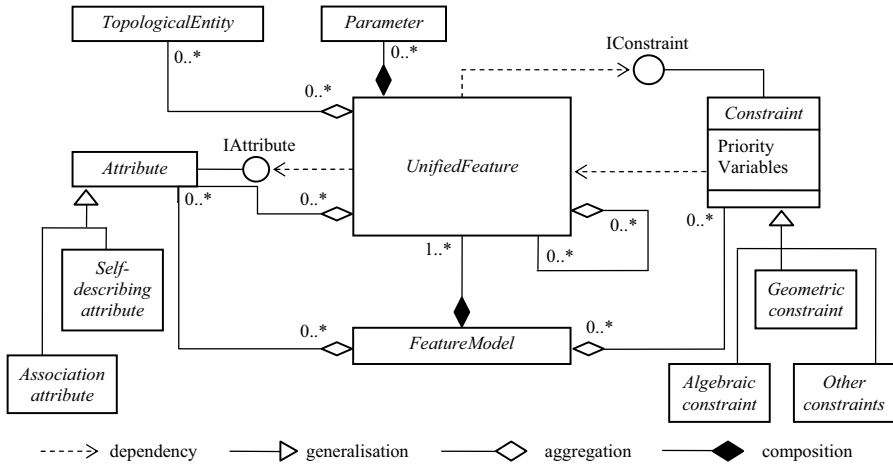 TopologicalEntity
Parameter
0..*
0..*
IConstraint
0..*
Constraint
Priority
Variables
IAttribute
UnifiedFeature
Attribute
0..*
0..*
0..*
0..*
0..*
1..*
Self-
describing
attribute
Geometric
constraint
0..*
0..*
FeatureModel
Association
attribute
Algebraic
constraint
Other
constraints
dependency
generalisation
aggregation
composition